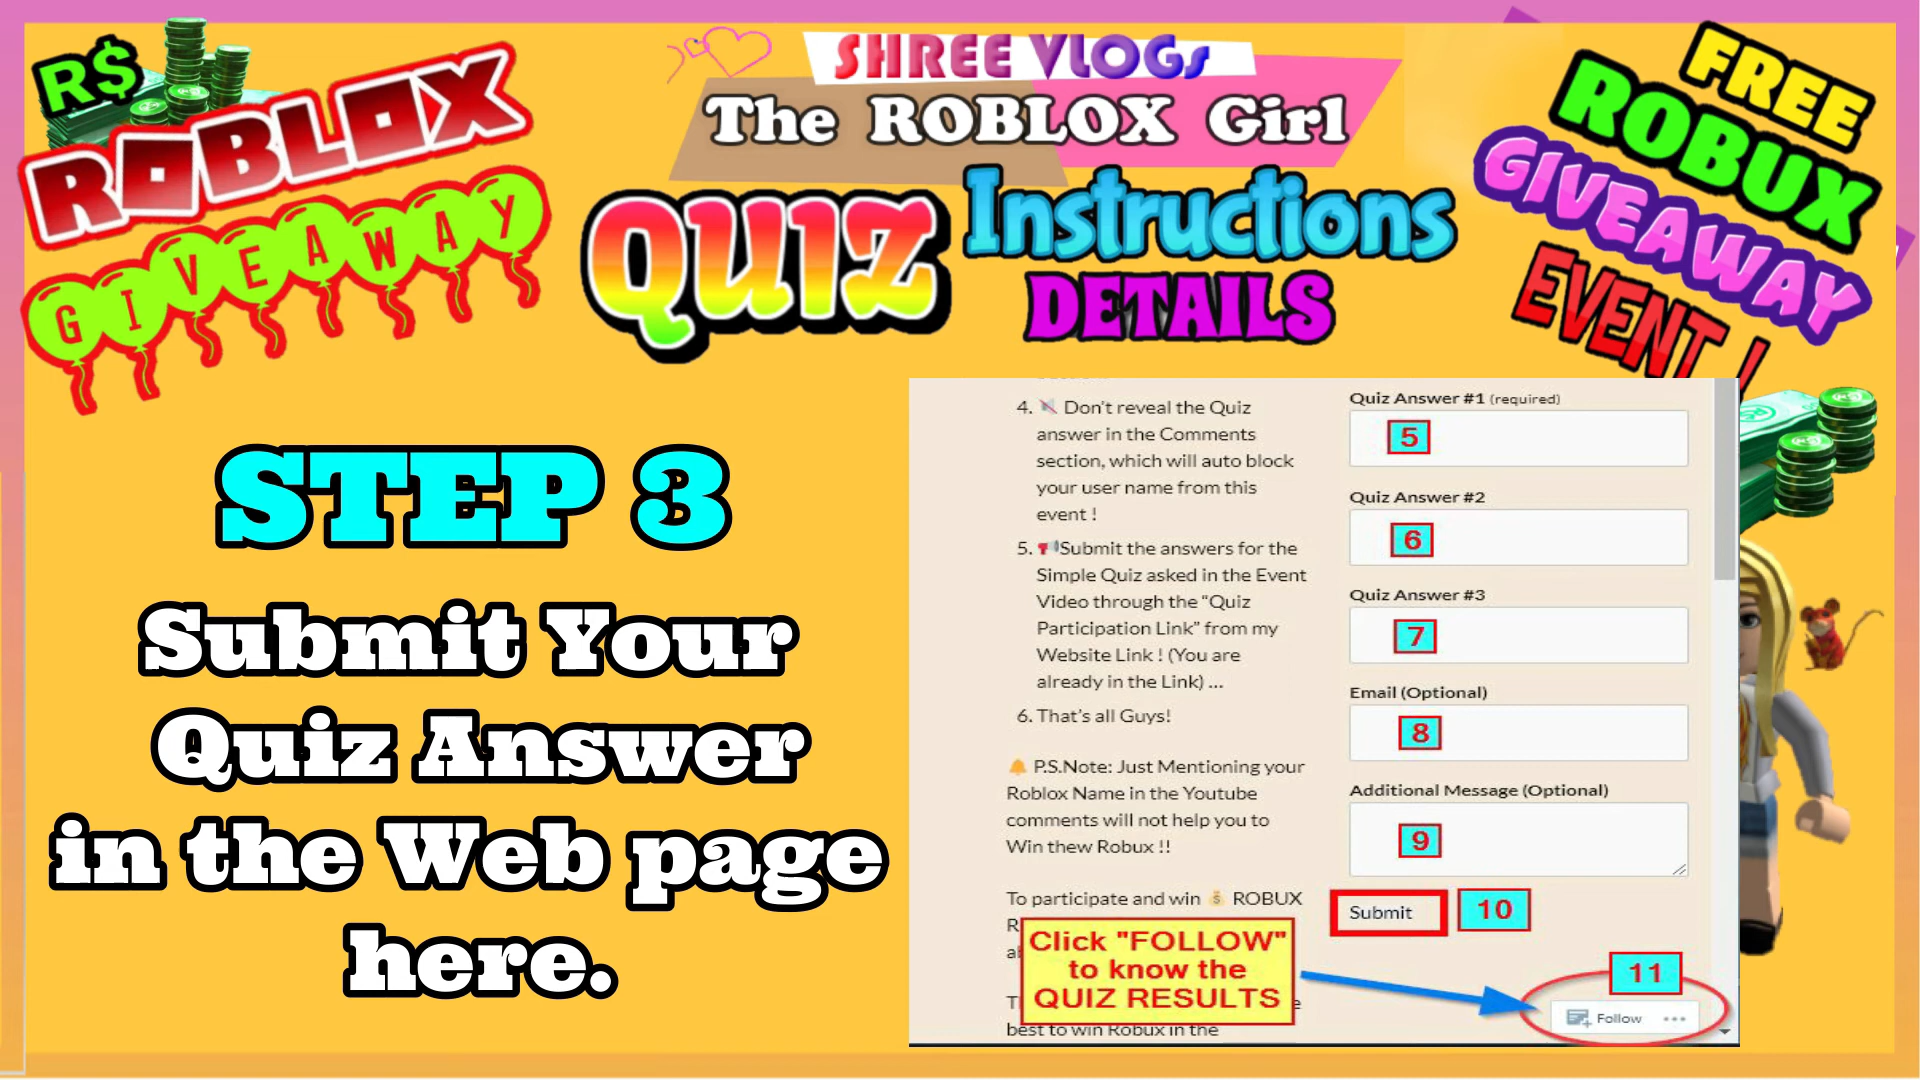 R$
ROBLOX
GIVEAWAY
SHREE VLOGs
The ROBLOX Girl
QUIZ Instructions
DETAILS
FREE
ROBUX
GIVEAWAY
EVENT !
STEP 3
Submit Your
Quiz Answer
in the Web page
here.
4. Don't reveal the Quiz
answer in the Comments
section, which will auto block
your user name from this
event !
5. Submit the answers for the
Simple Quiz asked in the Event
Video through the “Quiz
Participation Link” from my
Website Link ! (You are
already in the Link) ...
6. That's all Guys!
P.S.Note: Just Mentioning your
Roblox Name in the Youtube
comments will not help you to
Win thew Robux !!
To participate and win ROBUX
best to win Robux in the
Click "FOLLOW"
to know the
QUIZ RESULTS
Quiz Answer #1 (required)
5
Quiz Answer #2
6
Quiz Answer #3
7
Email (Optional)
8
Additional Message (Optional)
9
Submit
10
11
Follow